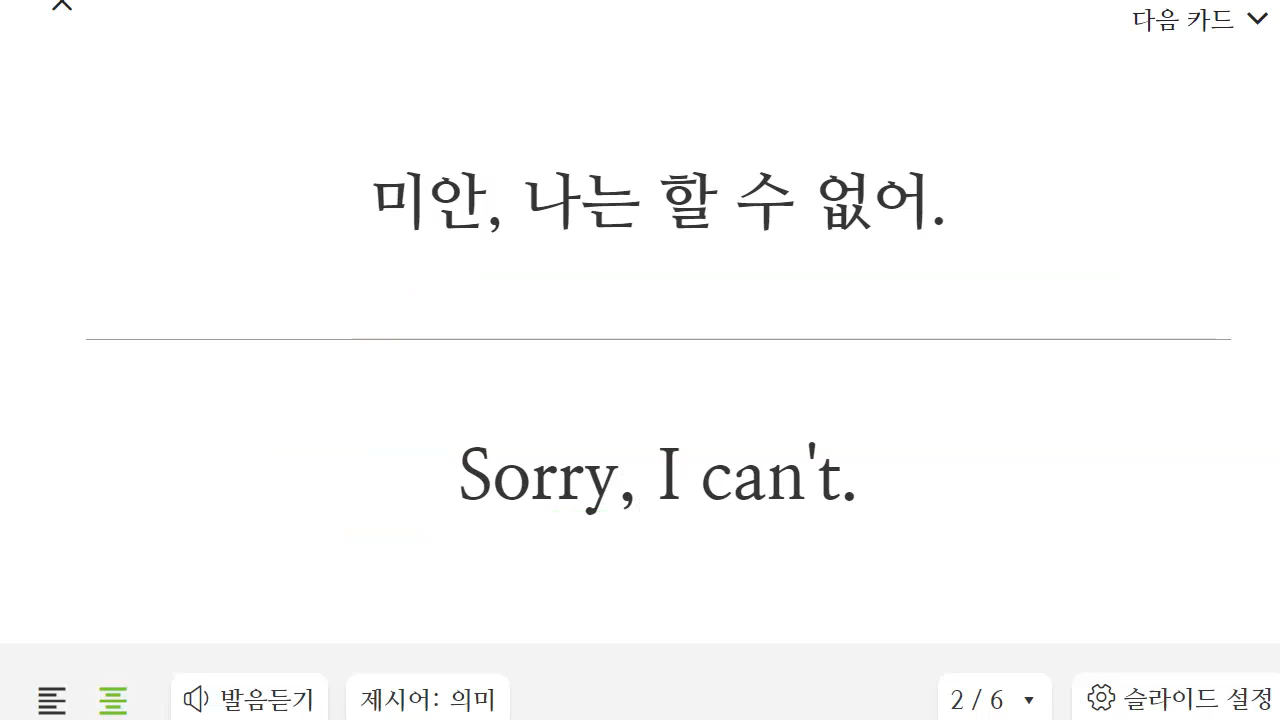 다음 카드
미안, 나는 할 수 없어.
Sorry, I can't.
발음듣기
제시어: 의미
2 / 6
슬라이드 설정